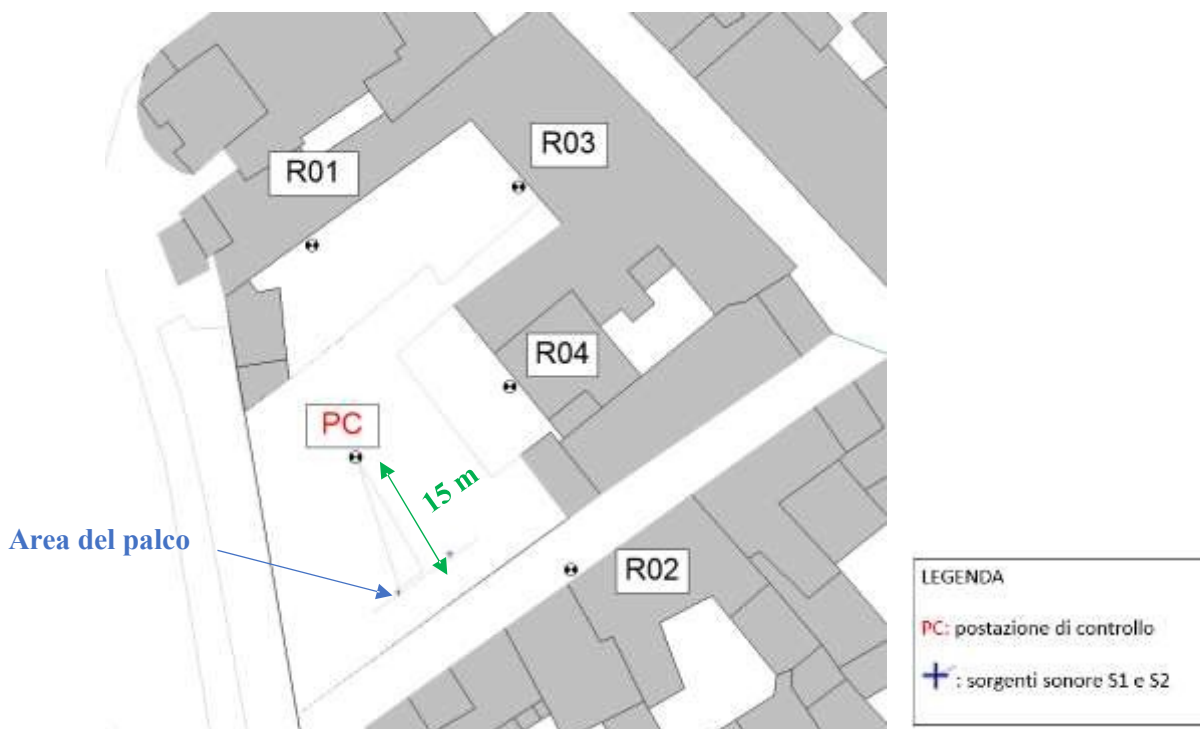 R03
R01
R04
PC
15 m
Area del palco
R02
LEGENDA
PC: postazione di controllo
: sorgenti sonore S1 e S2